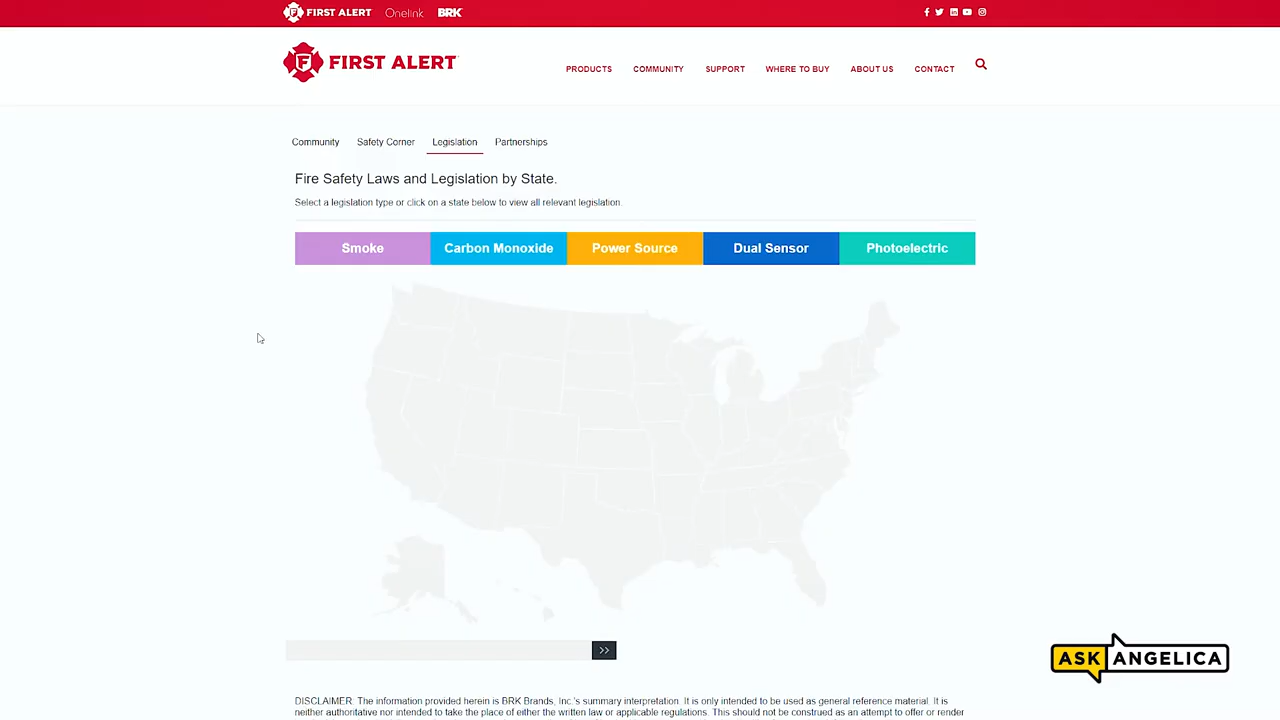 FIRST ALERT Onelink BRK
FIRST ALERT
PRODUCTS COMMUNITY SUPPORT WHERE TO BUY ABOUT US CONTACT
Community Safety Corner Legislation Partnerships
Fire Safety Laws and Legislation by State.
Select a legislation type or click on a state below to view all relevant legislation.
Smoke Carbon Monoxide Power Source Dual Sensor Photoelectric
>>
ASK ANGELICA
DISCLAIMER: The information provided herein is BRK Brands, Inc.'s summary interpretation. It is only intended to be used as general reference material. It is
neither authoritative nor intended to take the place of either the written law or applicable regulations. This should not be construed as an attempt to offer or render